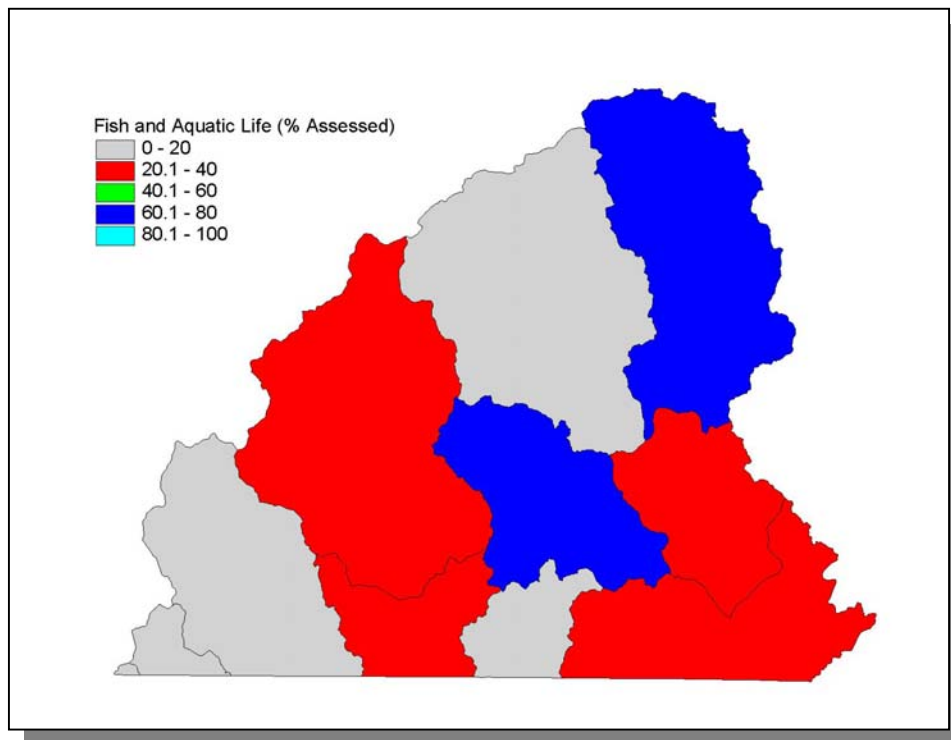 Fish and Aquatic Life (% Assessed)
0 - 20
20.1 - 40
40.1 - 60
60.1 - 80
80.1 - 100